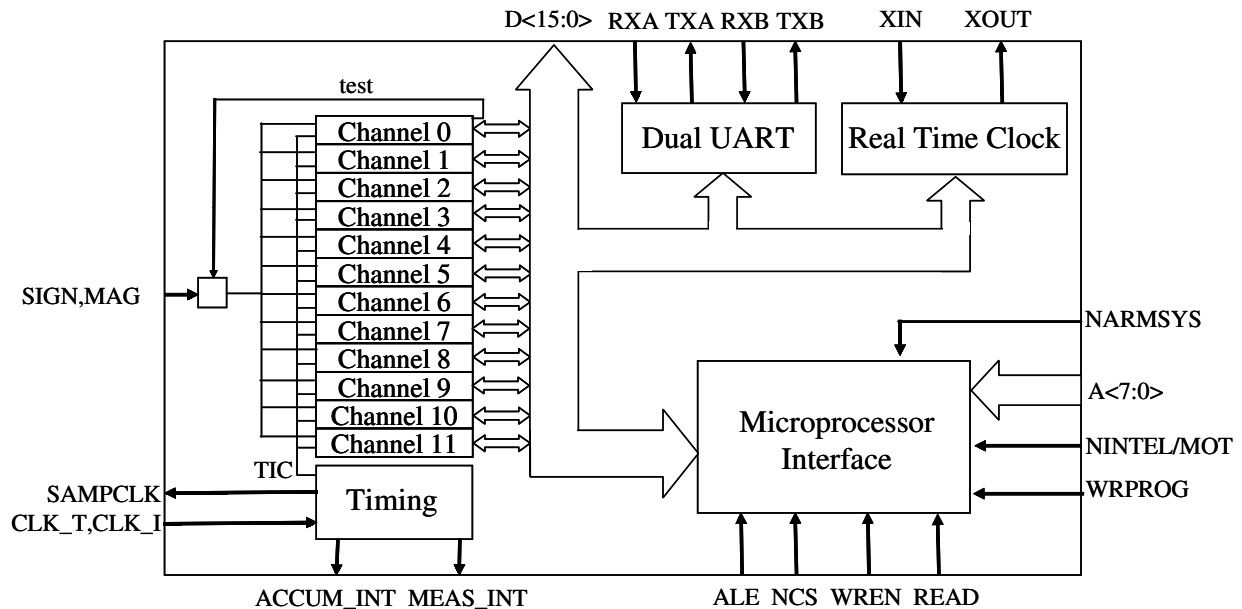 D<15:0> RXA TXA RXB TXB XIN XOUT
test
Channel 0
Channel 1
Channel 2
Channel 3
Channel 4
Channel 5
Channel 6
Channel 7
Channel 8
Channel 9
Channel 10
Channel 11
Dual UART
Real Time Clock
SIGN,MAG
NARMSYS
A<7:0>
Microprocessor
Interface
NINTEL/MOT
WRPROG
TIC
SAMPCLK
Timing
CLK_T,CLK_I
ACCUM_INT MEAS_INT
ALE NCS WREN READ